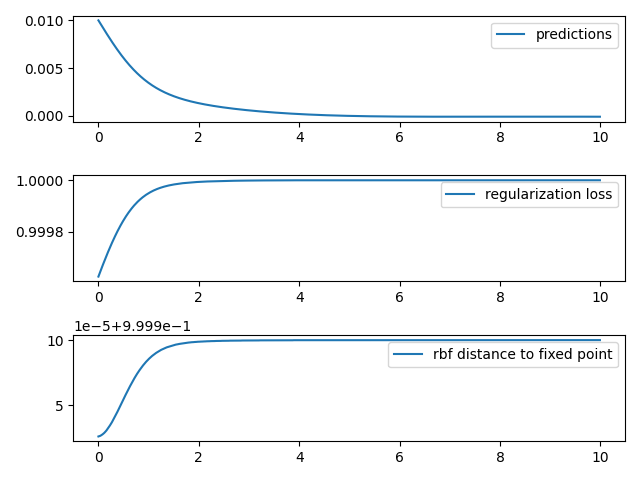 0.010
0.005
0.000
predictions
0 2 4 6 8 10
1.0000
0.9998
regularization loss
0 2 4 6 8 10
1e-5+9.999e-1
10
5
rbf distance to fixed point
0 2 4 6 8 10